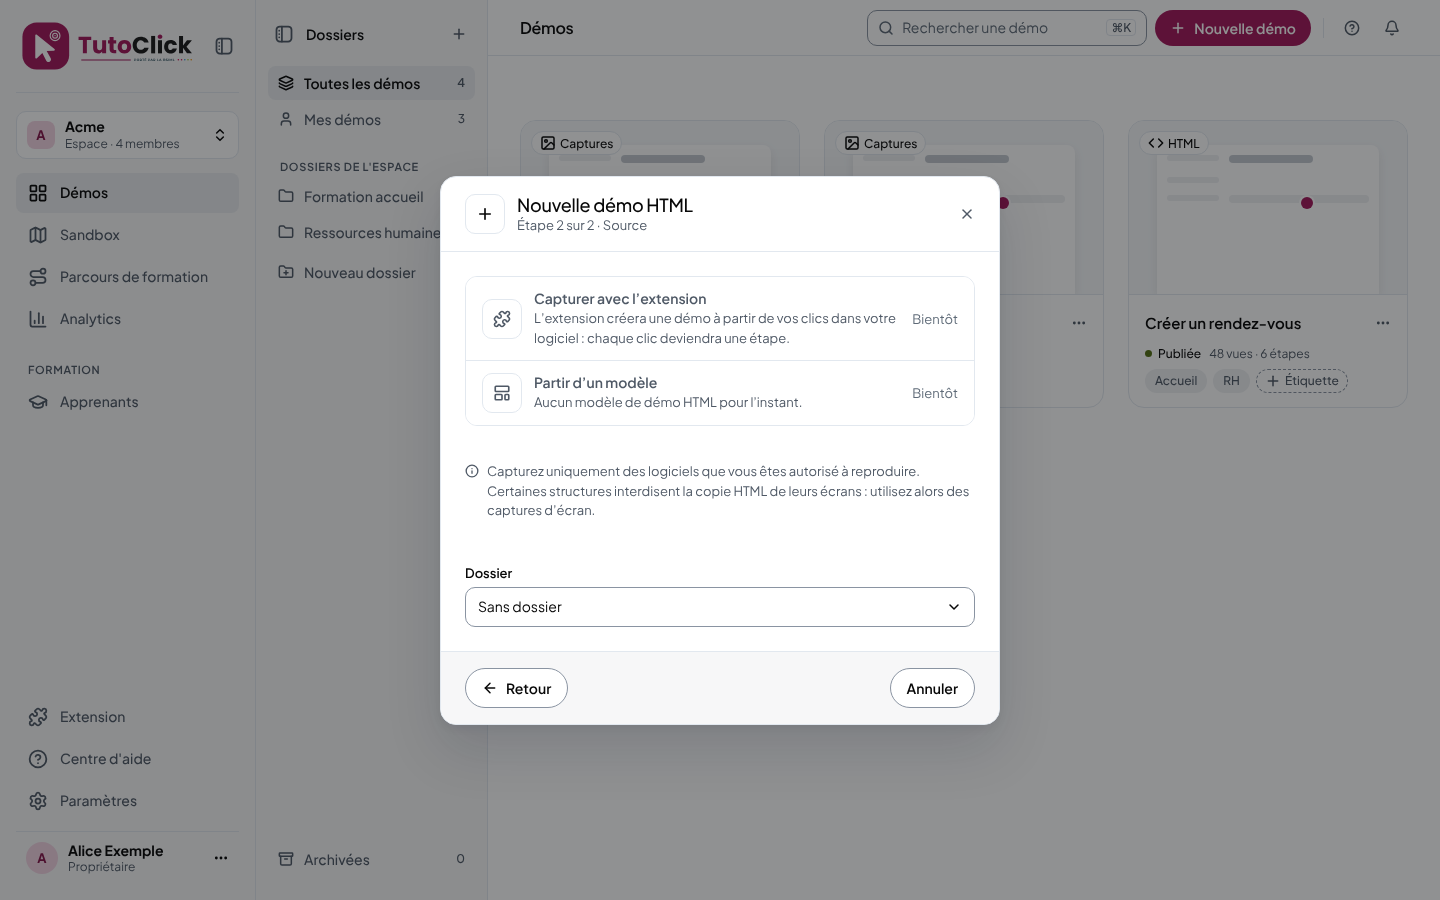 TutoClick
Acme
Espace · 4 membres
Démos
Sandbox
Parcours de formation
Analytics
FORMATION
Apprenants
Extension
Centre d'aide
Paramètres
A
Alice Exemple
Propriétaire
A
Dossiers
Toutes les démos 4
Mes démos 3
DOSSIERS DE L'ESPACE
Formation accueil
Ressources humaine
Nouveau dossier
Archivées 0
Démos
Rechercher une démo ⌘K
Nouvelle démo
Captures
Captures
HTML
Créer un rendez-vous
Publiée 48 vues · 6 étapes
Accueil RH Étiquette
Nouvelle démo HTML
Étape 2 sur 2 · Source
Capturer avec l’extension
L’extension créera une démo à partir de vos clics dans votre
logiciel : chaque clic deviendra une étape.
Bientôt
Partir d’un modèle
Aucun modèle de démo HTML pour l’instant.
Bientôt
Capturez uniquement des logiciels que vous êtes autorisé à reproduire.
Certaines structures interdisent la copie HTML de leurs écrans : utilisez alors des
captures d’écran.
Dossier
Sans dossier
Retour
Annuler